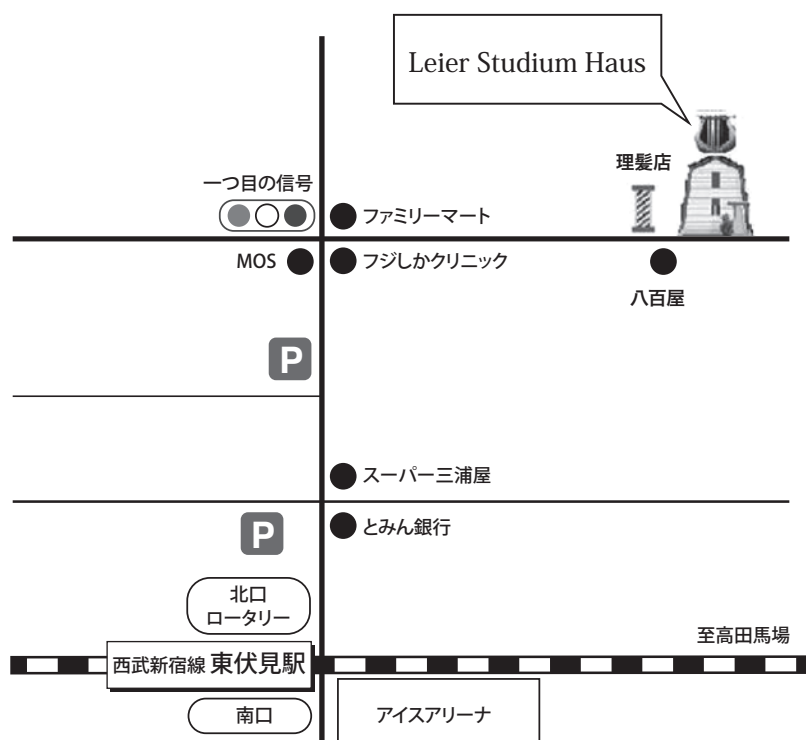 Leier Studium Haus
理髪店
一つ目の信号
ファミリーマート
MOS
フジしかクリニック
八百屋
P
スーパー三浦屋
P
とみん銀行
北口
ロータリー
至高田馬場
西武新宿線 東伏見駅
南口
アイスアリーナ